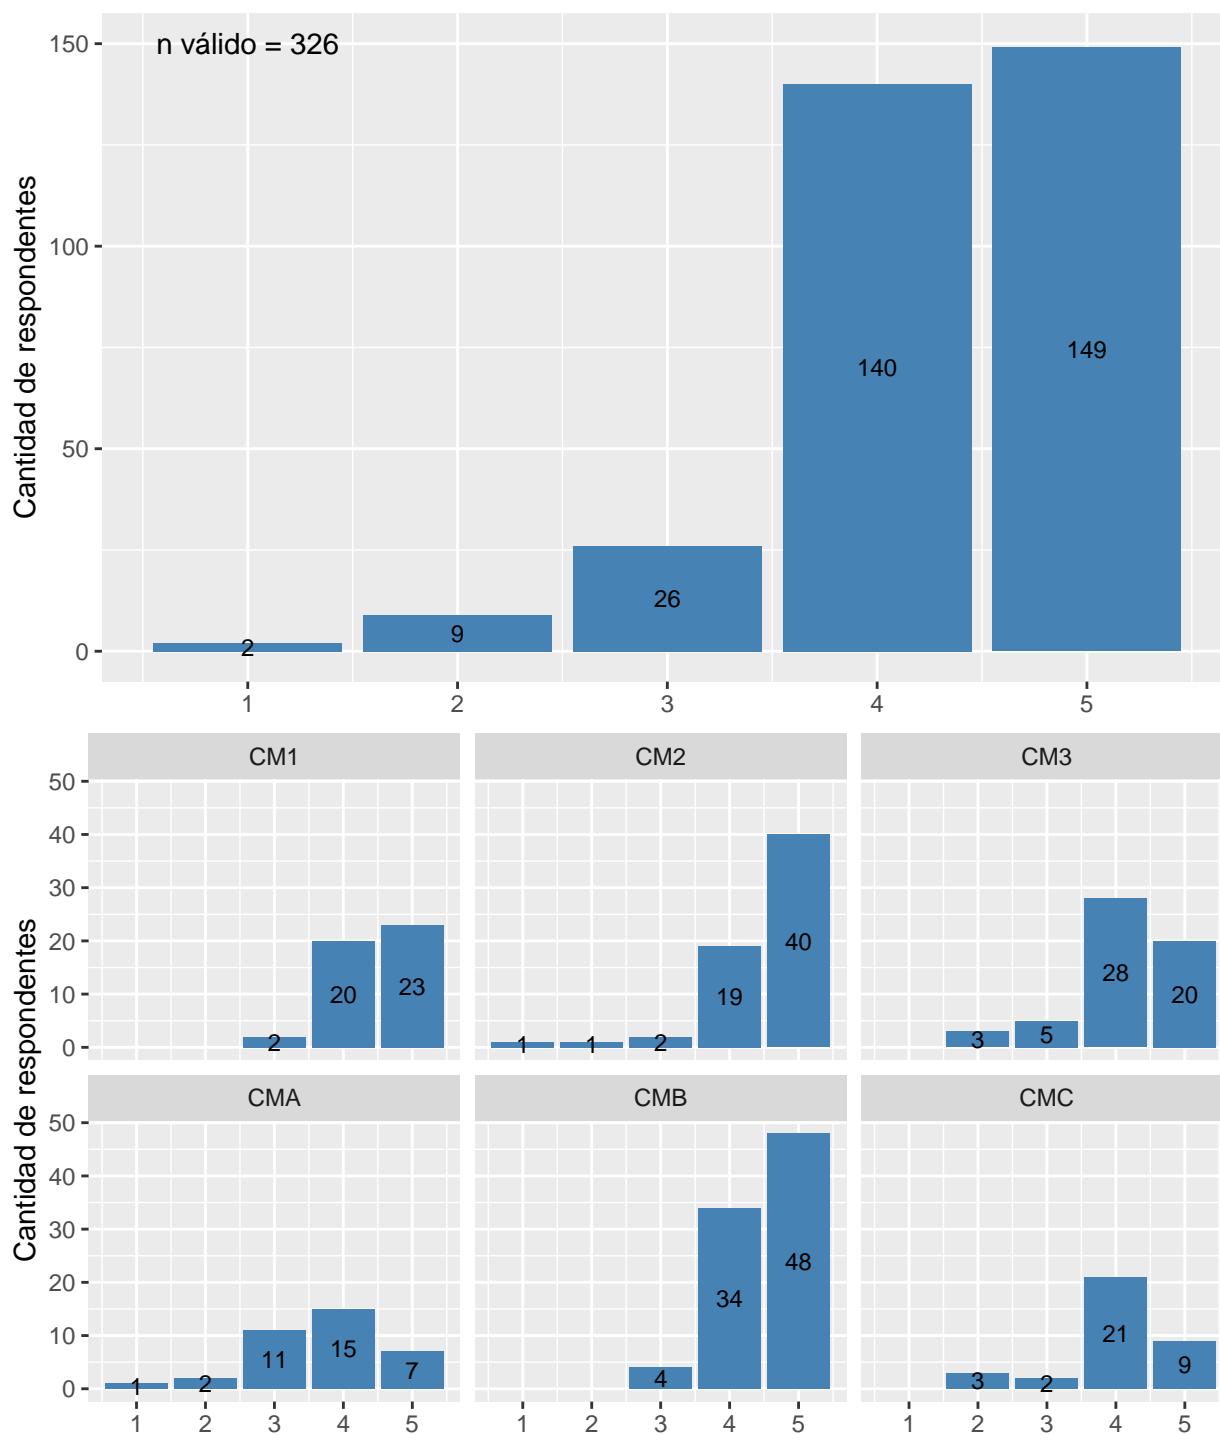 n válido = 326
Cantidad de respondentes
150
100
50
0
2
9
26
140
149
1 2 3 4 5
CM1 CM2 CM3
Cantidad de respondentes
50
40
30
20
10
0
2 20 23
1 1 2 19 40
3 5 28 20
CMA CMB CMC
50
40
30
20
10
0
1 2 11 15 7
4 34 48
3 2 21 9
1 2 3 4 5 1 2 3 4 5 1 2 3 4 5